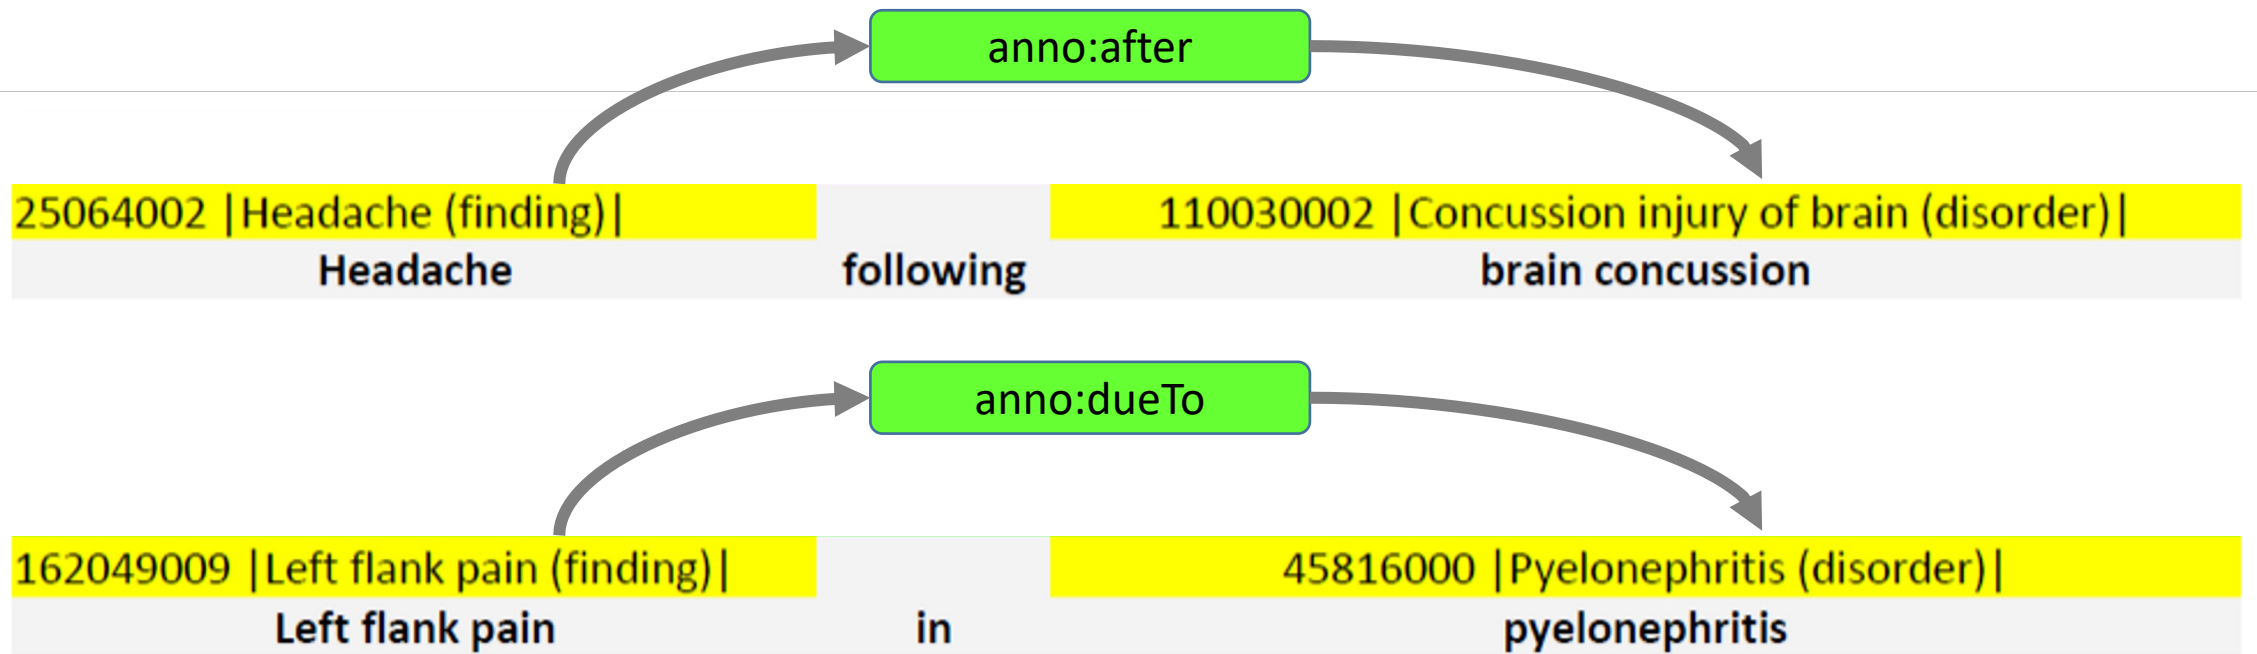 anno:after
25064002 |Headache (finding)| 110030002 |Concussion injury of brain (disorder)|
Headache following brain concussion
anno:dueTo
162049009 |Left flank pain (finding)| 45816000 |Pyelonephritis (disorder)|
Left flank pain in pyelonephritis